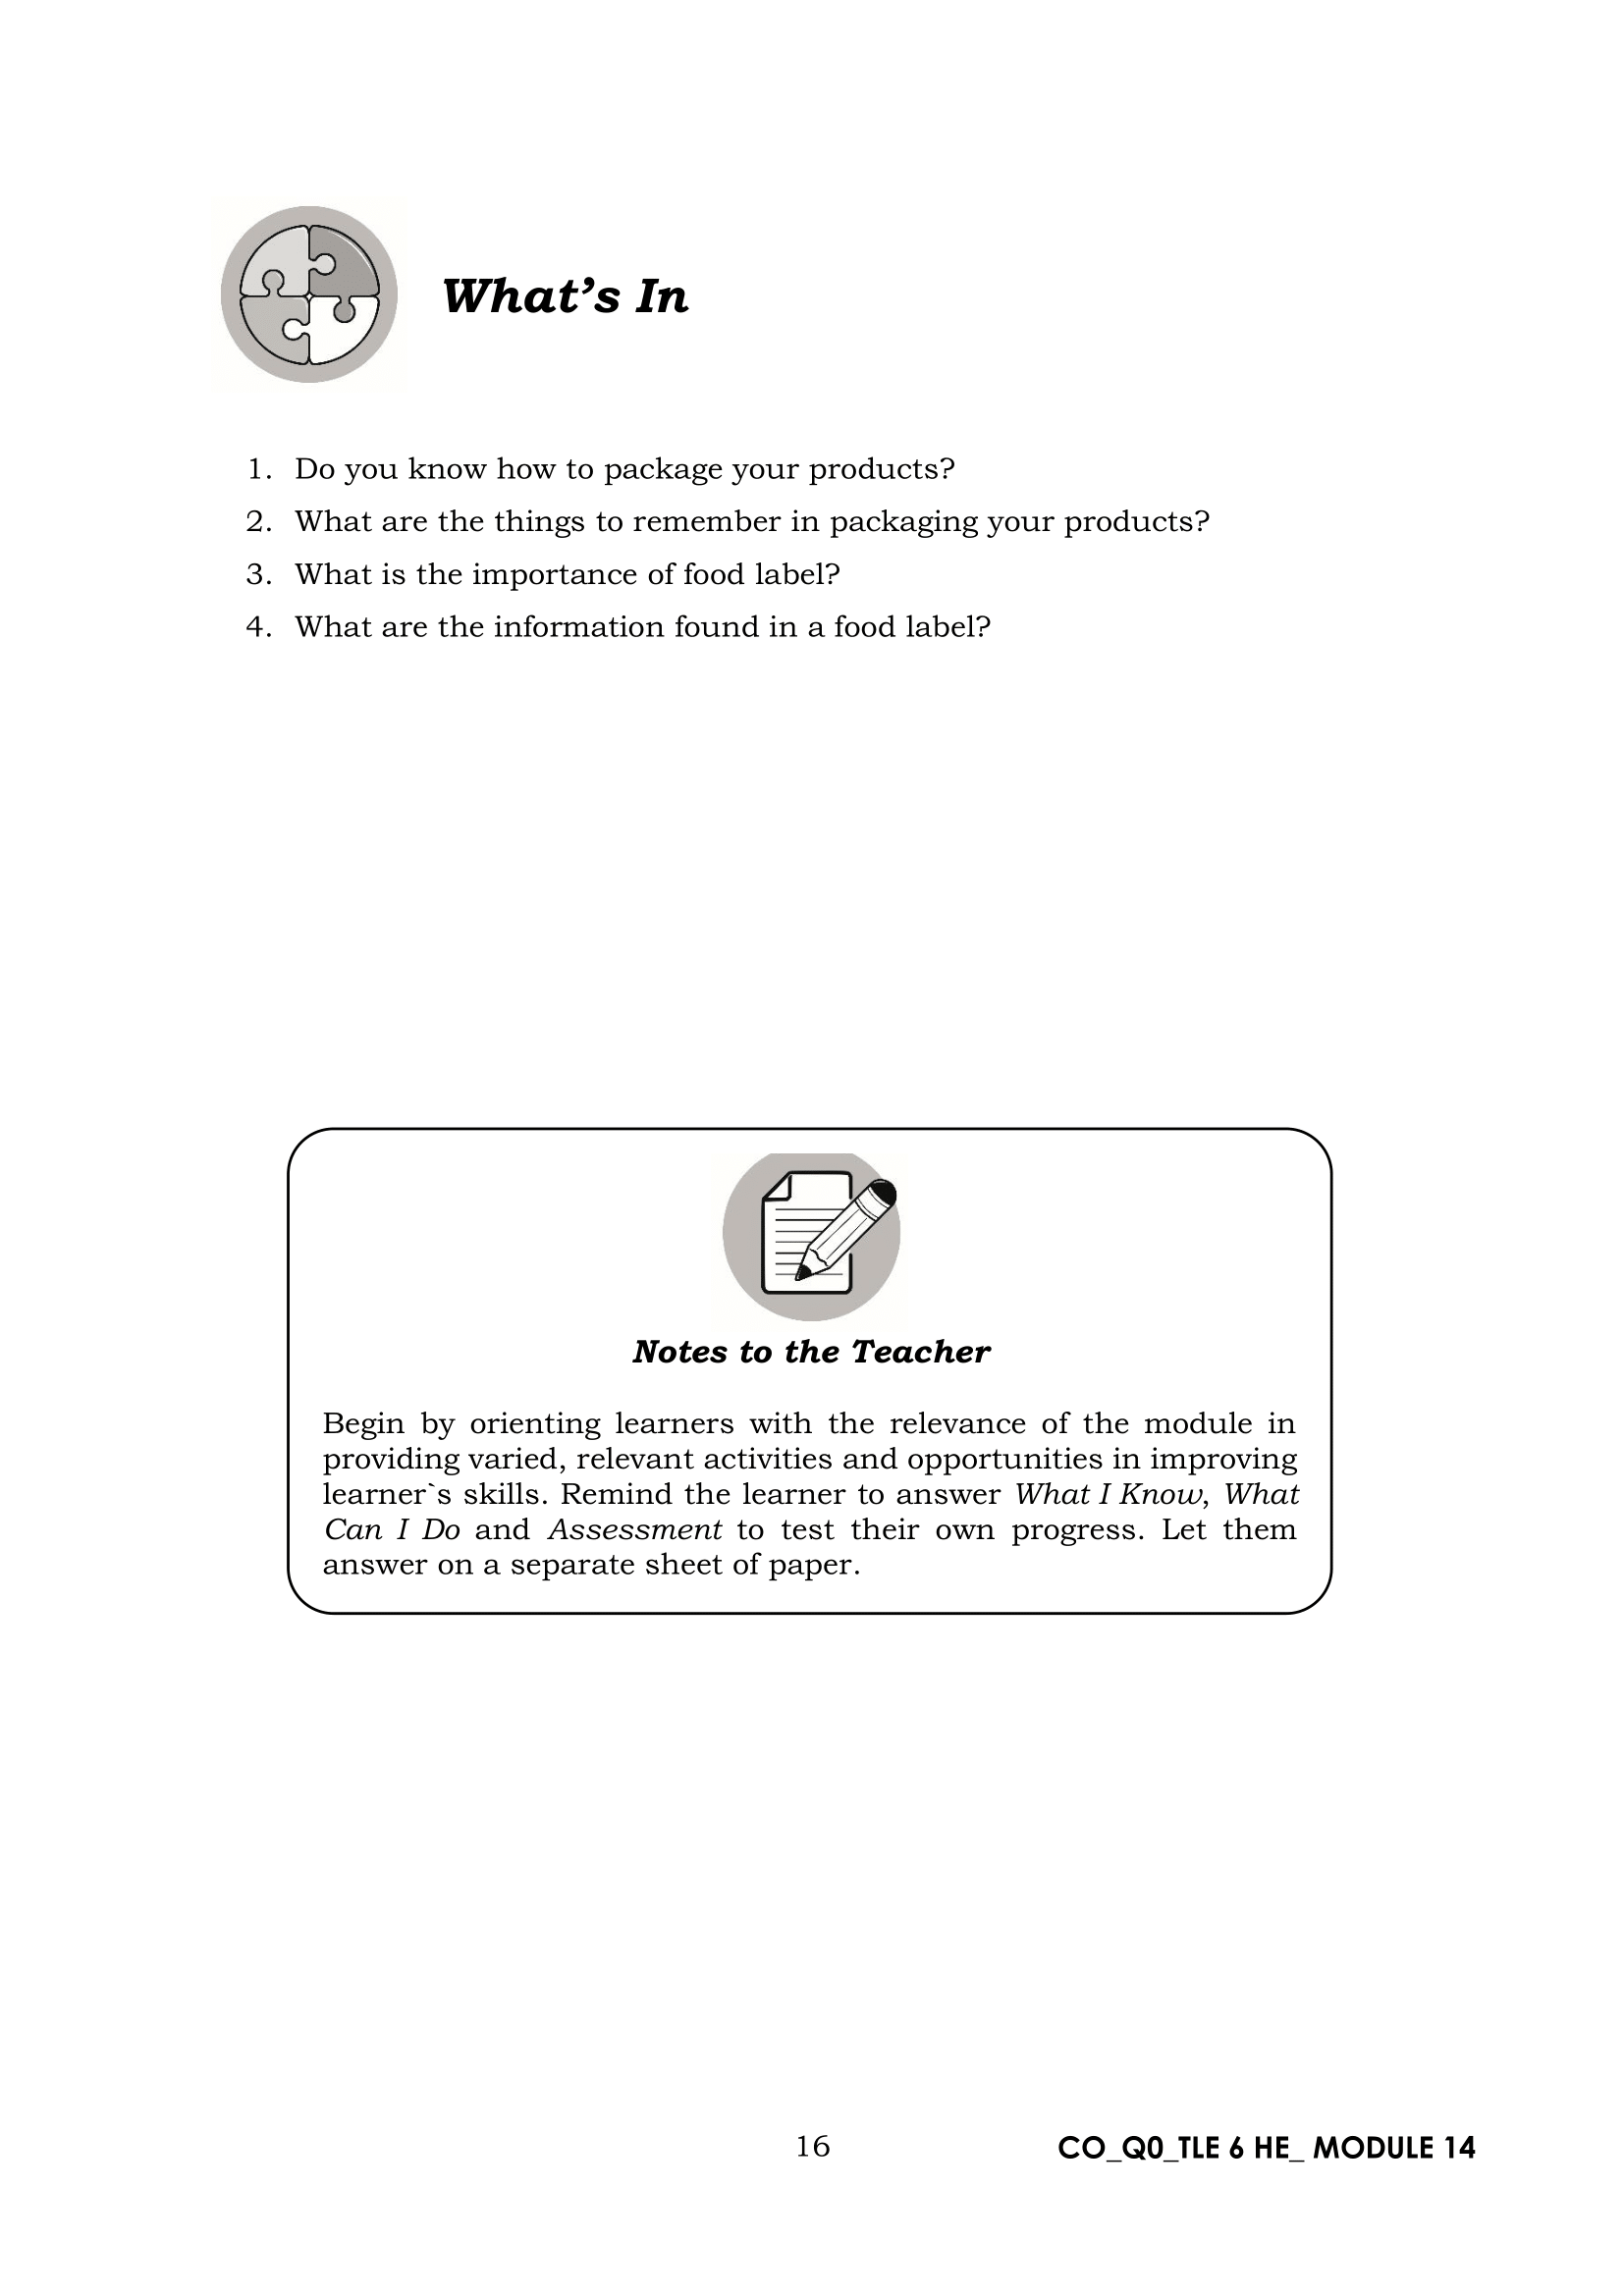 What’s In
1. Do you know how to package your products?
2. What are the things to remember in packaging your products?
3. What is the importance of food label?
4. What are the information found in a food label?
Notes to the Teacher
Begin by orienting learners with the relevance of the module in
providing varied, relevant activities and opportunities in improving
learner`s skills. Remind the learner to answer What I Know, What
Can I Do and Assessment to test their own progress. Let them
answer on a separate sheet of paper.
16
CO_Q0_TLE 6 HE_ MODULE 14